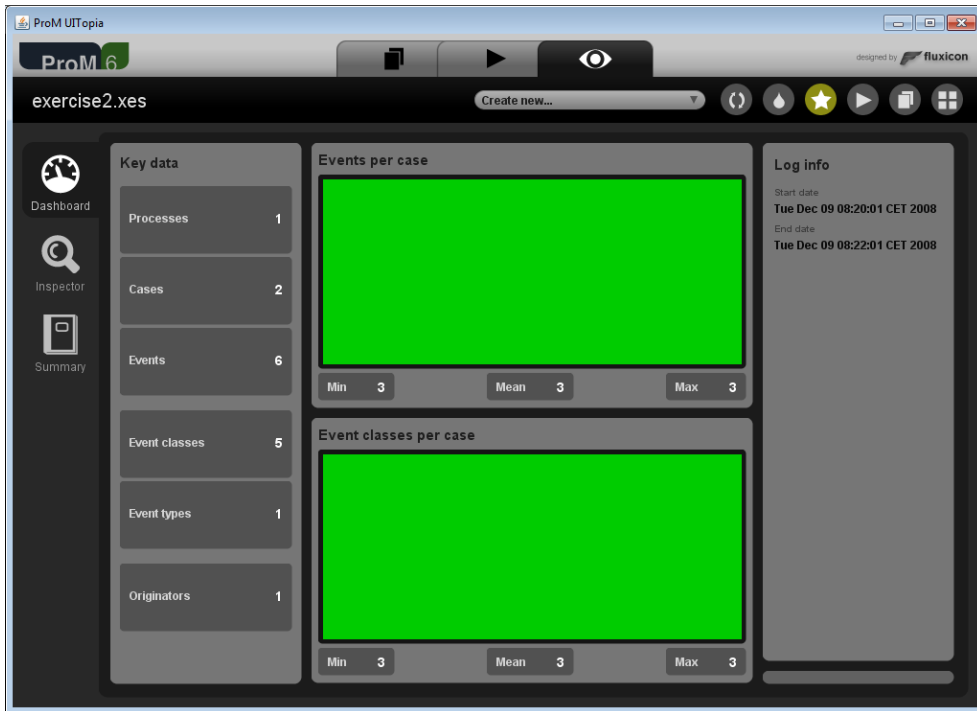 ProM UITopia
ProM 6
designed by fluxicon
exercise2.xes
Create new...
Dashboard
Inspector
Summary
Key data
Processes 1
Cases 2
Events 6
Event classes 5
Event types 1
Originators 1
Events per case
Min 3 Mean 3 Max 3
Event classes per case
Min 3 Mean 3 Max 3
Log info
Start date
Tue Dec 09 08:20:01 CET 2008
End date
Tue Dec 09 08:22:01 CET 2008